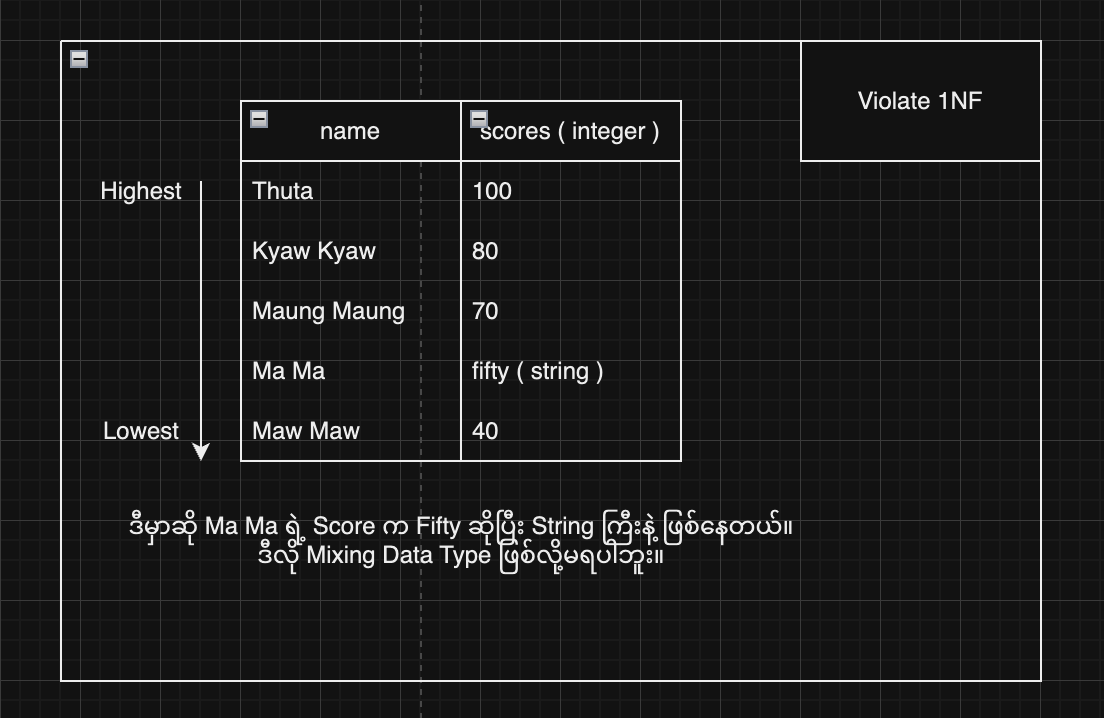 Violate 1NF
name scores ( integer )
Highest Thuta 100
Kyaw Kyaw 80
Maung Maung 70
Ma Ma fifty ( string )
Lowest Maw Maw 40
ဒီမှာဆို Ma Ma ရဲ့ Score က Fifty ဆိုပြီး String ကြီးနဲ့ ဖြစ်နေတယ်။
ဒီလို Mixing Data Type ဖြစ်လို့မရပါဘူး။